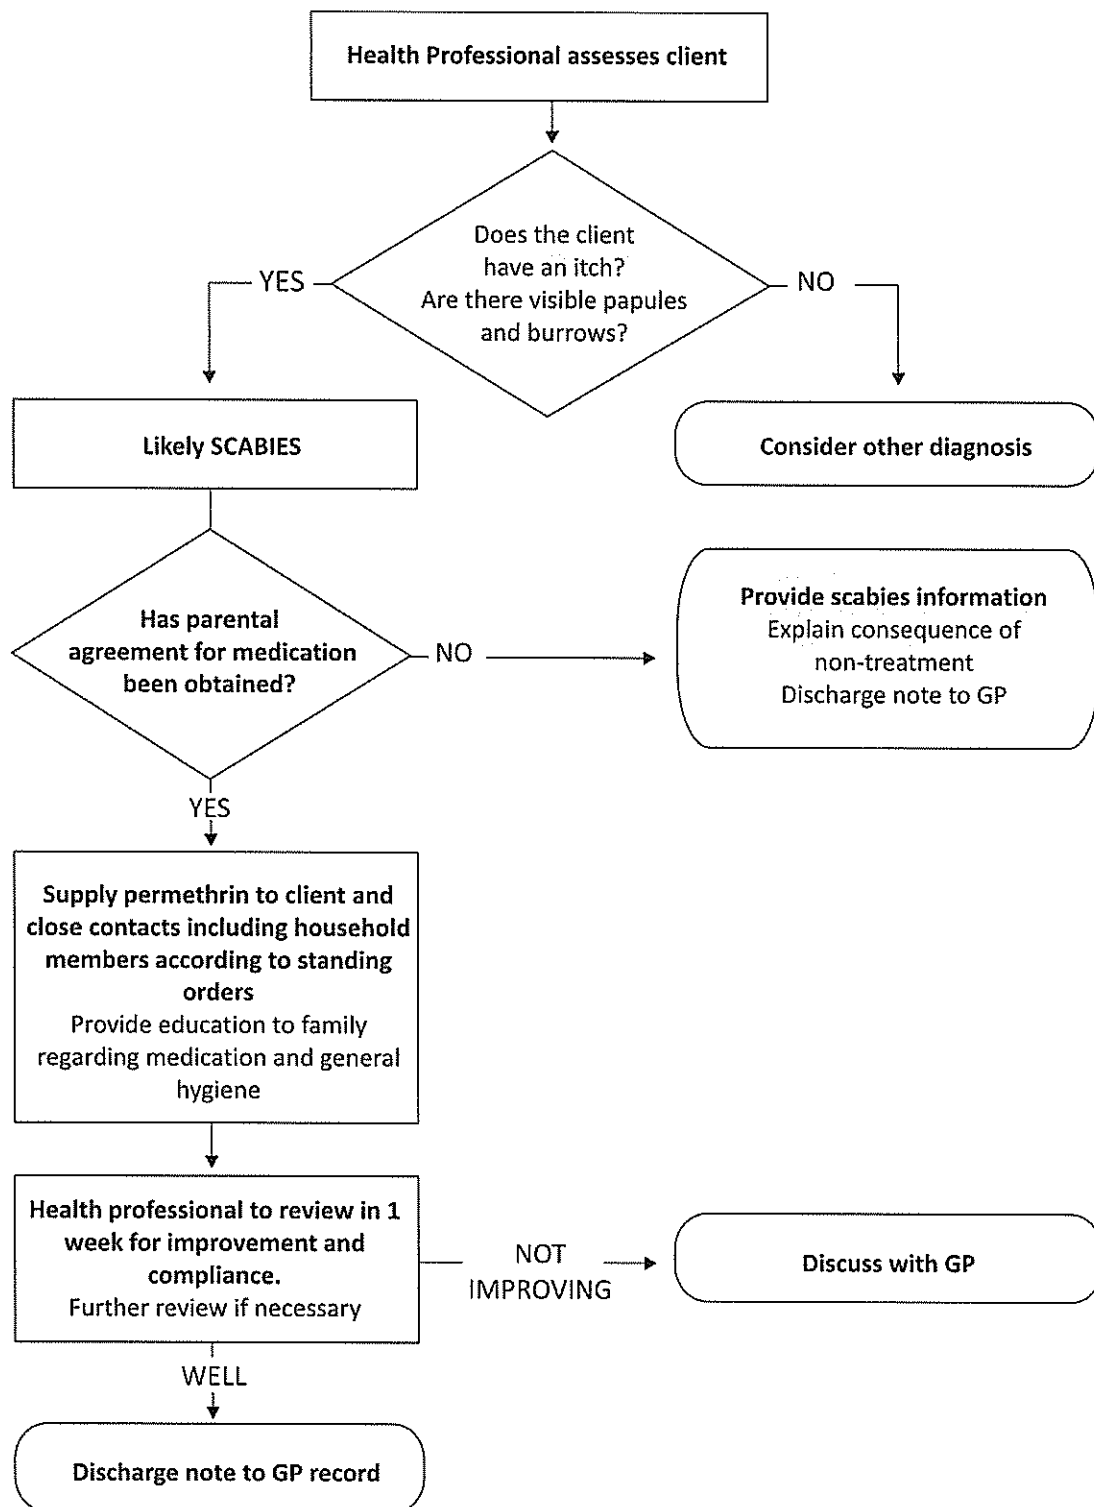 Health Professional assesses client
Does the client
have an itch?
Are there visible papules
and burrows?
YES
NO
Likely SCABIES
Consider other diagnosis
Has parental
agreement for medication
been obtained?
NO
Provide scabies information
Explain consequence of
non-treatment
Discharge note to GP
YES
Supply permethrin to client and
close contacts including household
members according to standing
orders
Provide education to family
regarding medication and general
hygiene
Health professional to review in 1
week for improvement and
compliance.
Further review if necessary
NOT
IMPROVING
Discuss with GP
WELL
Discharge note to GP record